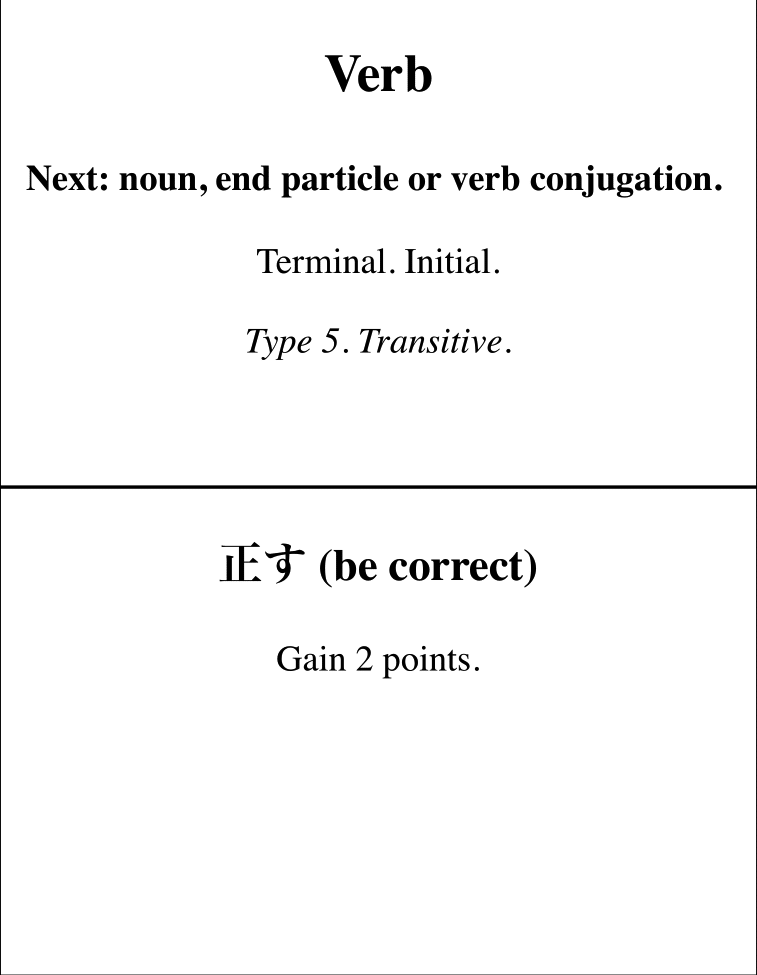 Verb
Next: noun, end particle or verb conjugation.
Terminal. Initial.
Type 5. Transitive.
正す (be correct)
Gain 2 points.